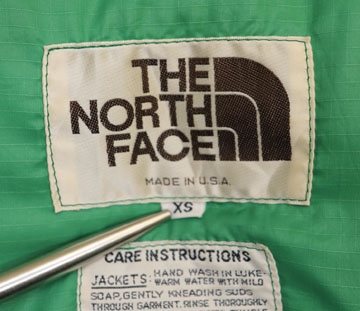 THE
NORTH
FACE
MADE IN U.S.A.
XS
CARE INSTRUCTIONS
JACKETS: HAND WASH IN LUKE-
WARM WATER WITH MILD
SOAP, GENTLY KNEADING SUDS
THROUGH GARMENT. RINSE THOROUGHLY